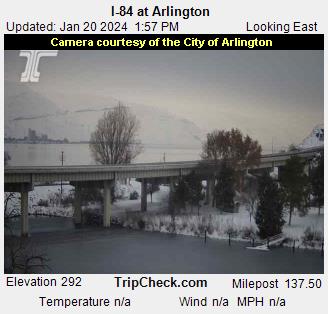 I-84 at Arlington
Updated: Jan 20 2024 1:57 PM Looking East
Camera courtesy of the City of Arlington
Elevation 292 TripCheck.com Milepost 137.50
Temperature n/a Wind n/a MPH n/a